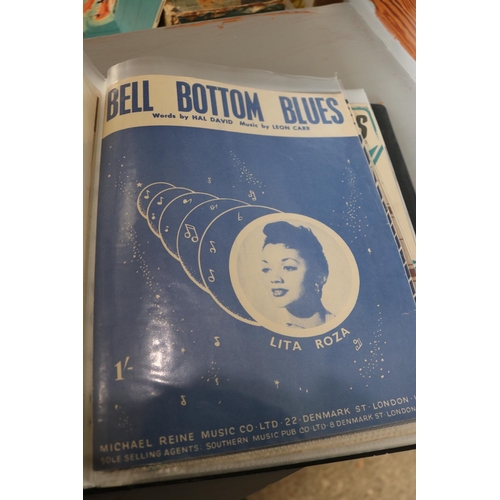 BELL BOTTOM BLUES
Words by HAL DAVID Music by LEON CARR
LITA ROZA
1/-
MICHAEL REINE MUSIC CO·LTD·22·DENMARK ST·LONDON
SOLE SELLING AGENTS: SOUTHERN MUSIC PUB CO·LTD·8 DENMARK ST·LONDON